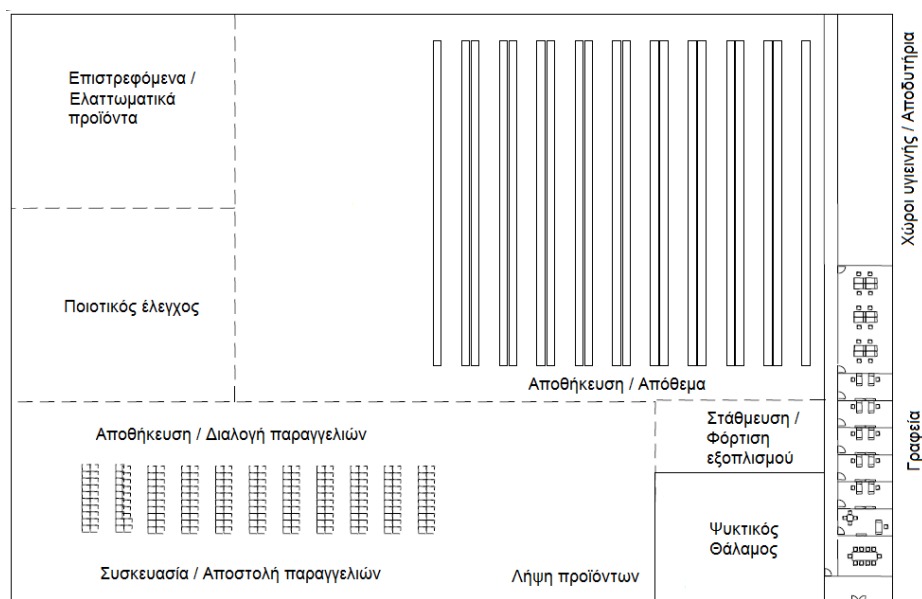 Επιστρεφόμενα /
Ελαττωματικά
προϊόντα
Χώροι υγιεινής / Αποδυτήρια
Ποιοτικός έλεγχος
Αποθήκευση / Απόθεμα
Αποθήκευση / Διαλογή παραγγελιών
Στάθμευση /
Φόρτιση
εξοπλισμού
Γραφεία
Ψυκτικός
Θάλαμος
Συσκευασία / Αποστολή παραγγελιών
Λήψη προϊόντων